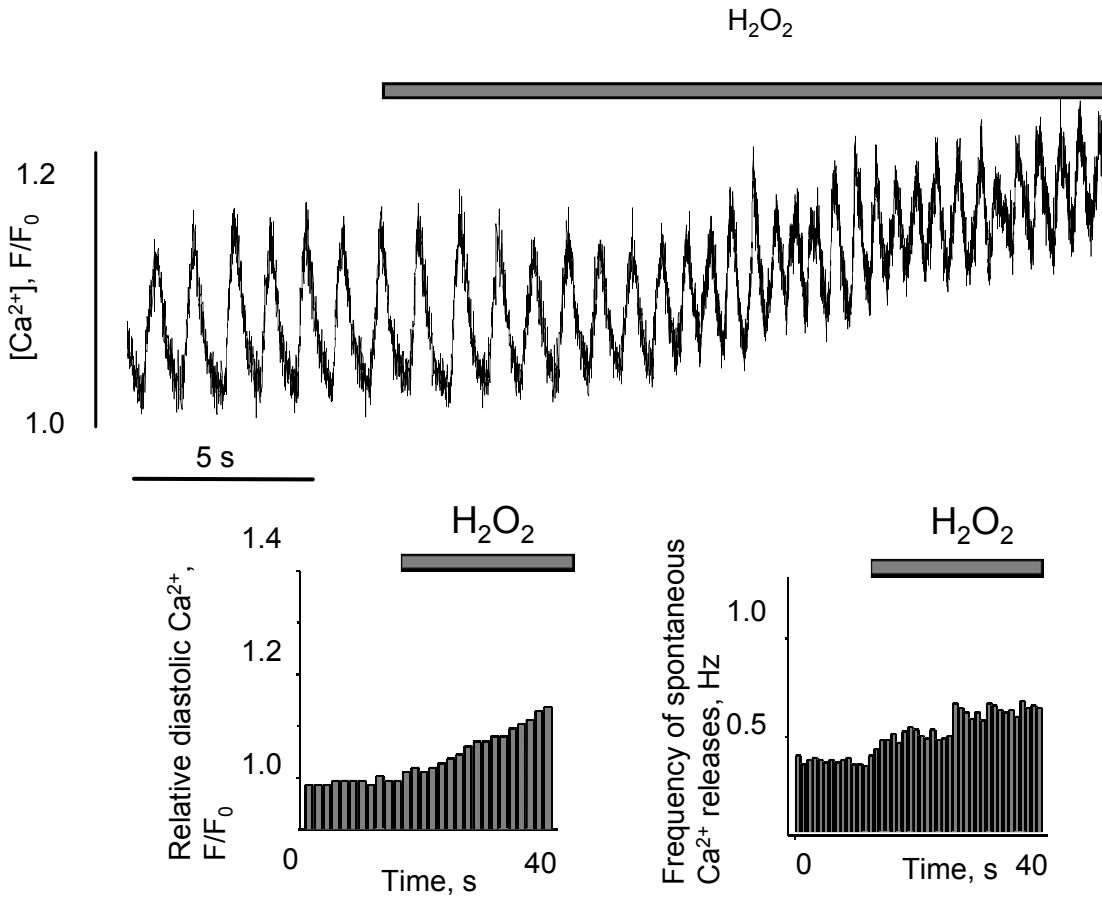 H₂O₂
1.2
[Ca²⁺], F/F₀
1.0
5 s
H₂O₂
1.4
1.2
1.0
Relative diastolic Ca²⁺,
F/F₀
0
40
Time, s
H₂O₂
1.0
0.5
Frequency of spontaneous
Ca²⁺ releases, Hz
0
Time, s
40